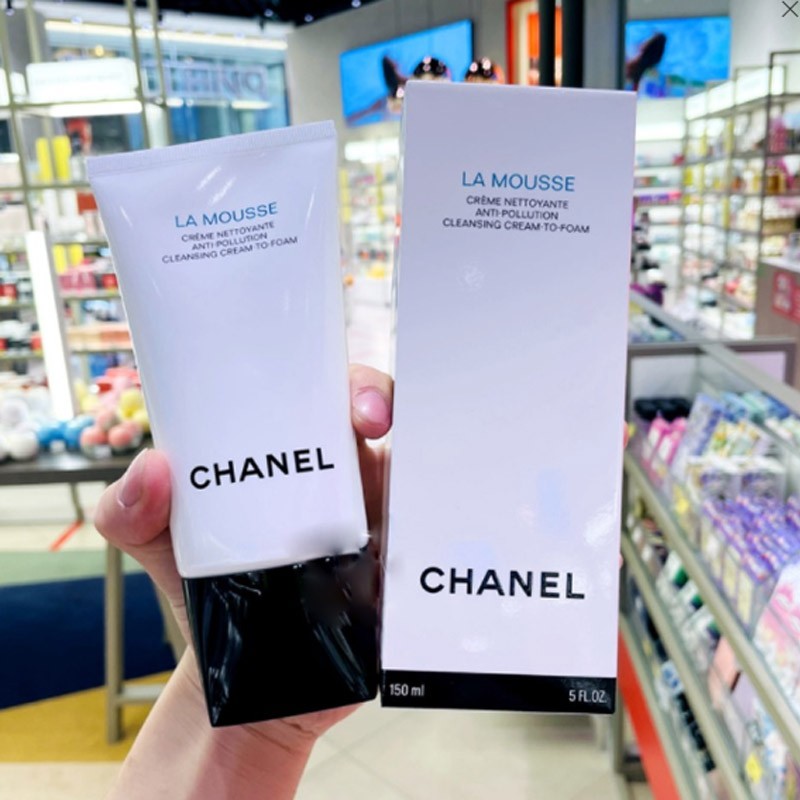 LA MOUSSE
CRÈME NETTOYANTE
ANTI-POLLUTION
CLEANSING CREAM-TO-FOAM
CHANEL
LA MOUSSE
CRÈME NETTOYANTE
ANTI-POLLUTION
CLEANSING CREAM-TO-FOAM
CHANEL
150 ml 5 FL.OZ.